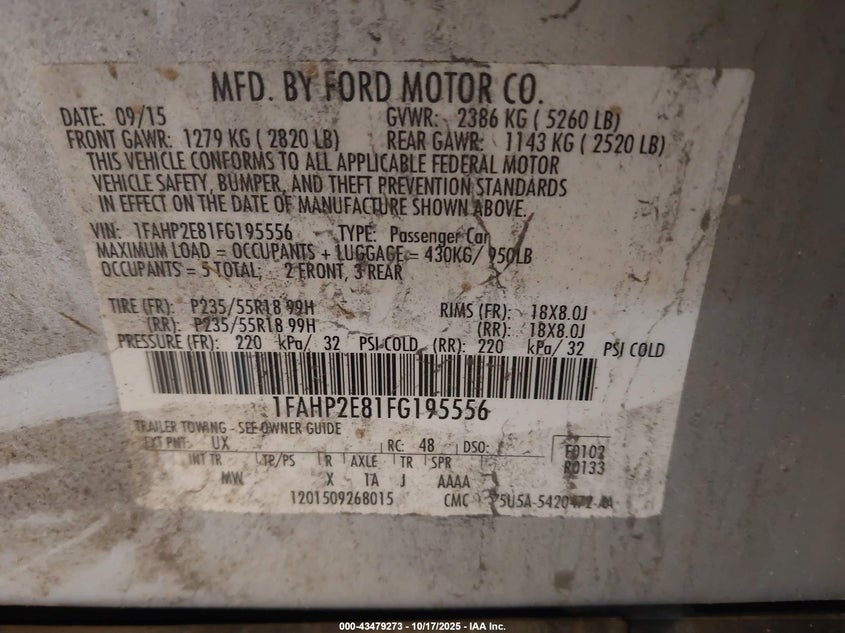 MFD. BY FORD MOTOR CO.
DATE: 09/15 GVWR: 2386 KG ( 5260 LB)
FRONT GAWR: 1279 KG ( 2820 LB) REAR GAWR: 1143 KG ( 2520 LB)
THIS VEHICLE CONFORMS TO ALL APPLICABLE FEDERAL MOTOR
VEHICLE SAFETY, BUMPER, AND THEFT PREVENTION STANDARDS
IN EFFECT ON THE DATE OF MANUFACTURE SHOWN ABOVE.
VIN: 1FAHP2E81FG195556 TYPE: Passenger Car
MAXIMUM LOAD = OCCUPANTS + LUGGAGE = 430KG/ 950LB
OCCUPANTS = 5 TOTAL; 2 FRONT, 3 REAR
TIRE (FR): P235/55R18 99H RIMS (FR): 18X8.0J
(RR): P235/55R18 99H (RR): 18X8.0J
PRESSURE (FR): 220 kPa/ 32 PSI COLD (RR): 220 kPa/ 32 PSI COLD
1FAHP2E81FG195556
TRAILER TOWING - SEE OWNER GUIDE
EXT PNT: UX RC: 48 DSO: F0102
INT TR TP/PS R AXLE TR SPR R0133
MW X 1A J AAAA
1201509268015 CMC
000-43479273 - 10/17/2025 - IAA Inc.